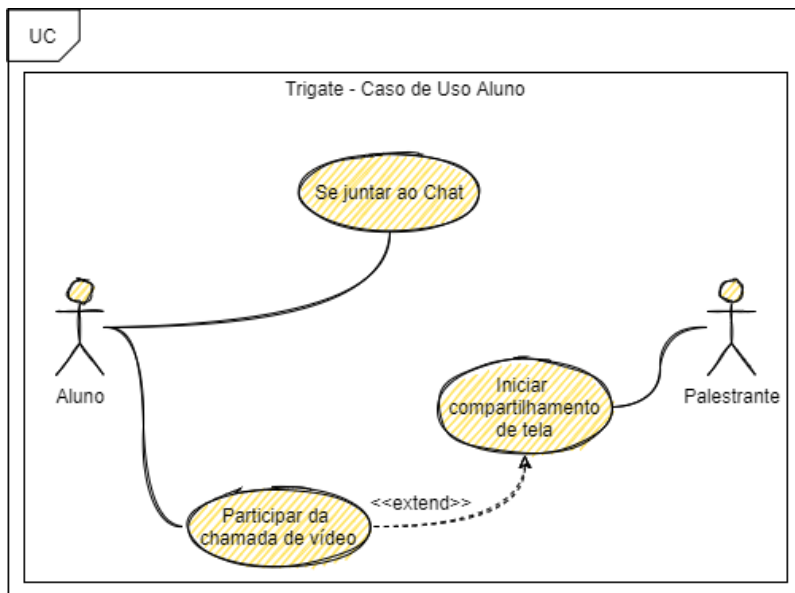 UC
Trigate - Caso de Uso Aluno
Se juntar ao Chat
Aluno
Palestrante
Iniciar
compartilhamento
de tela
<<extend>>
Participar da
chamada de vídeo